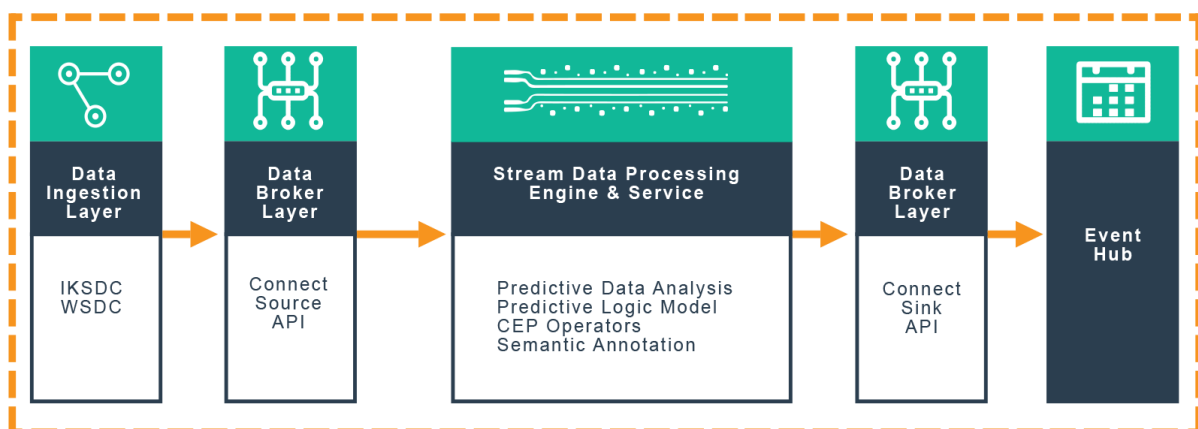 Data
Ingestion
Layer
IKSDC
WSDC
Data
Broker
Layer
Connect
Source
API
Stream Data Processing
Engine & Service
Predictive Data Analysis
Predictive Logic Model
CEP Operators
Semantic Annotation
Data
Broker
Layer
Connect
Sink
API
Event
Hub